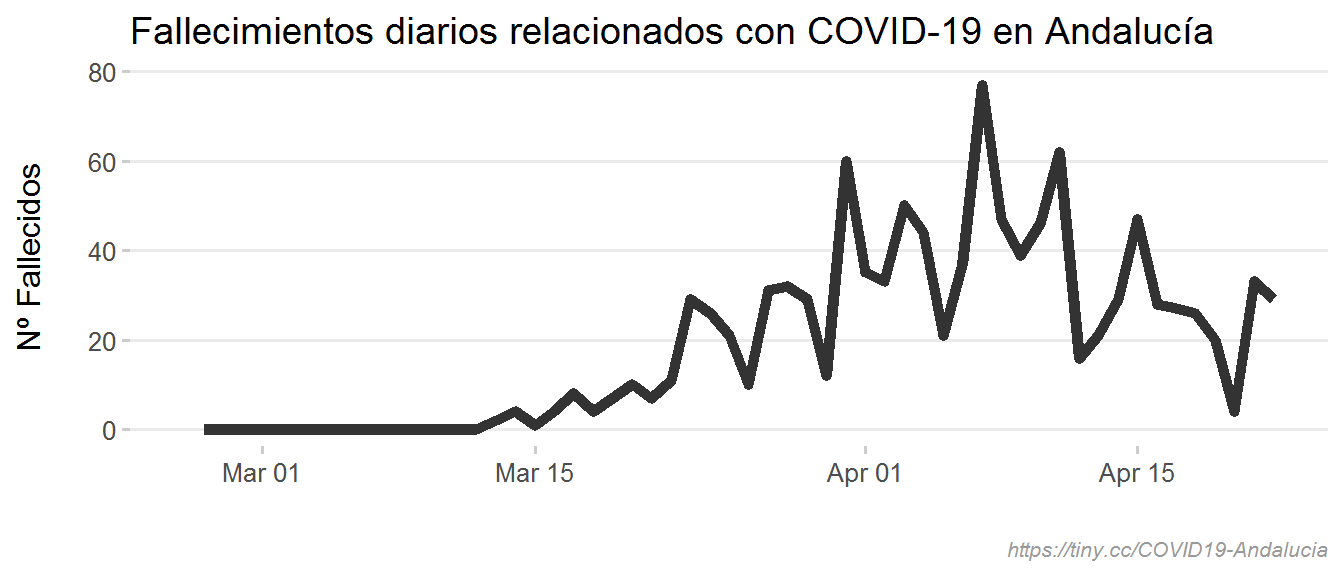 Fallecimientos diarios relacionados con COVID-19 en Andalucía
Nº Fallecidos
80
60
40
20
0
Mar 01
Mar 15
Apr 01
Apr 15
https://tiny.cc/COVID19-Andalucia